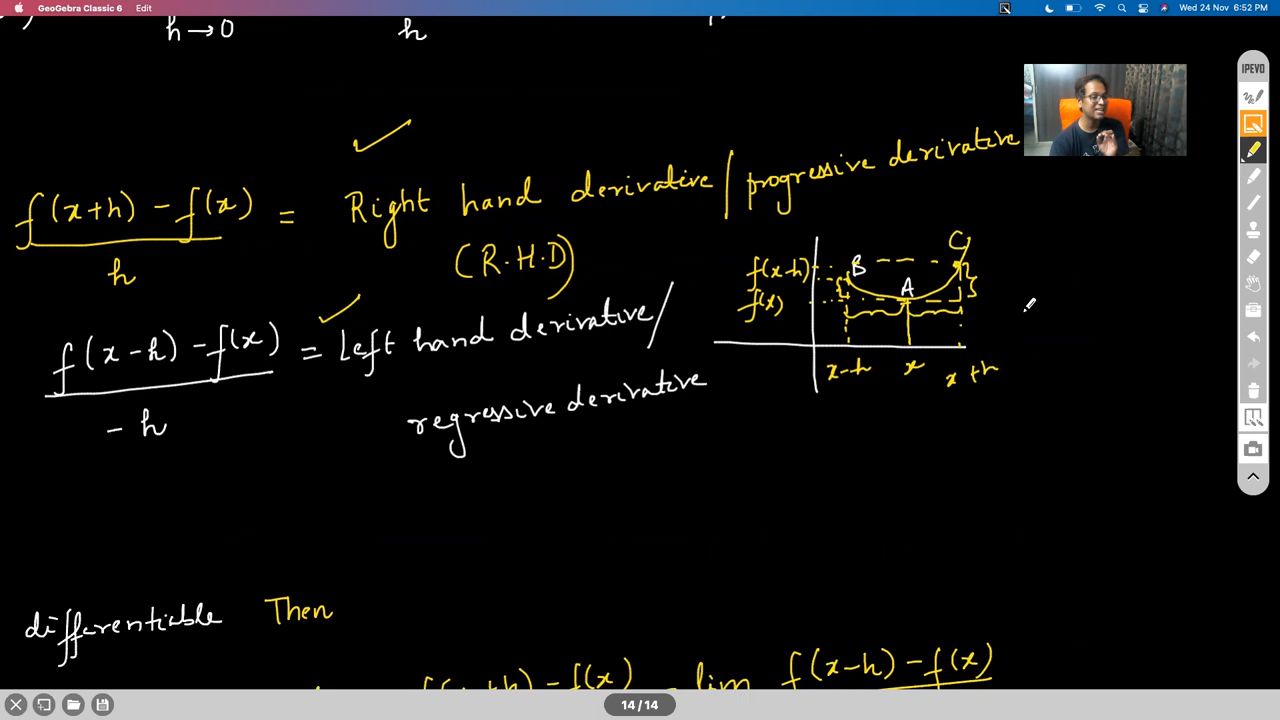 GeoGebra Classic 6 Edit Wed 24 Nov 6:52 PM
h → 0 h
IPEVO
f(x+h) - f(x) = Right hand derivative / progressive derivative
h (R.H.D)
f(x-h) - f(x) = Left hand derivative /
- h regressive derivative
C
f(x-h) B
f(x) A
x-h x x+h
differentiable Then
f(x+h) - f(x) = lim f(x-h) - f(x)
14 / 14